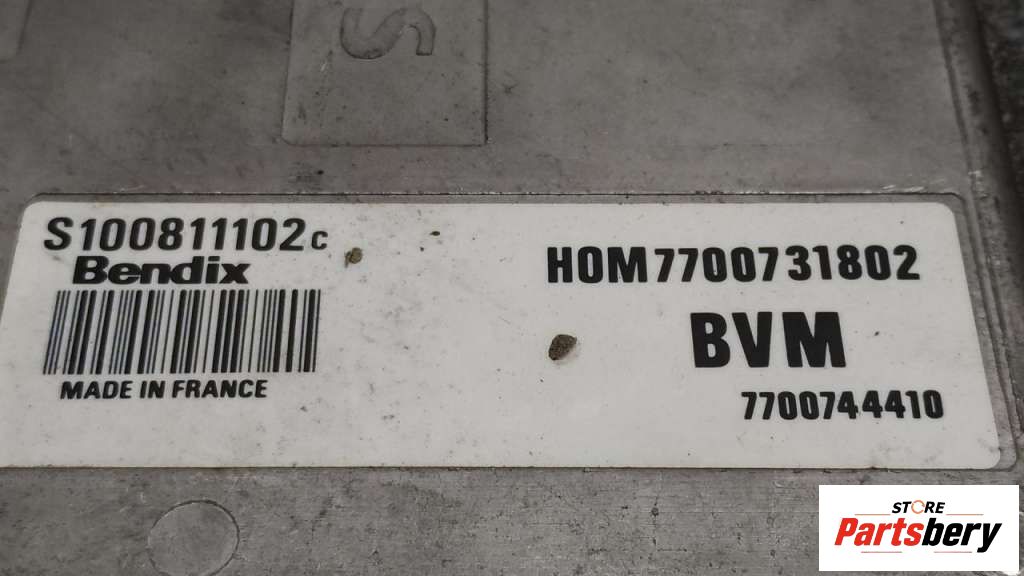 S
S100811102C
Bendix
MADE IN FRANCE
HOM7700731802
BVM
7700744410
STORE
Partsbery